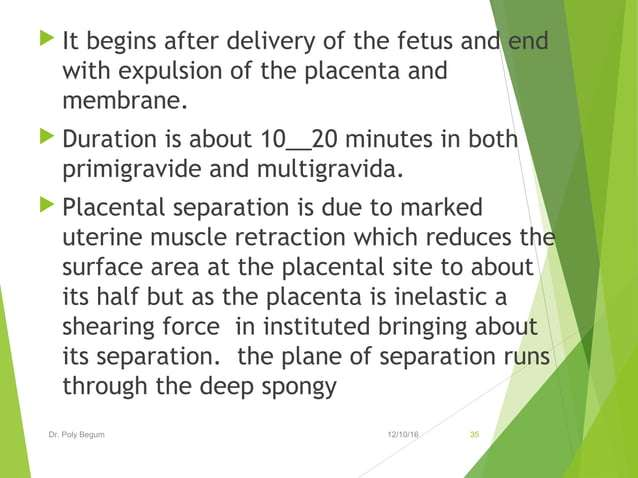 It begins after delivery of the fetus and end
with expulsion of the placenta and
membrane.
Duration is about 10__20 minutes in both
primigravide and multigravida.
Placental separation is due to marked
uterine muscle retraction which reduces the
surface area at the placental site to about
its half but as the placenta is inelastic a
shearing force  in instituted bringing about
its separation.  the plane of separation runs
through the deep spongy
Dr. Poly Begum 12/10/16 35